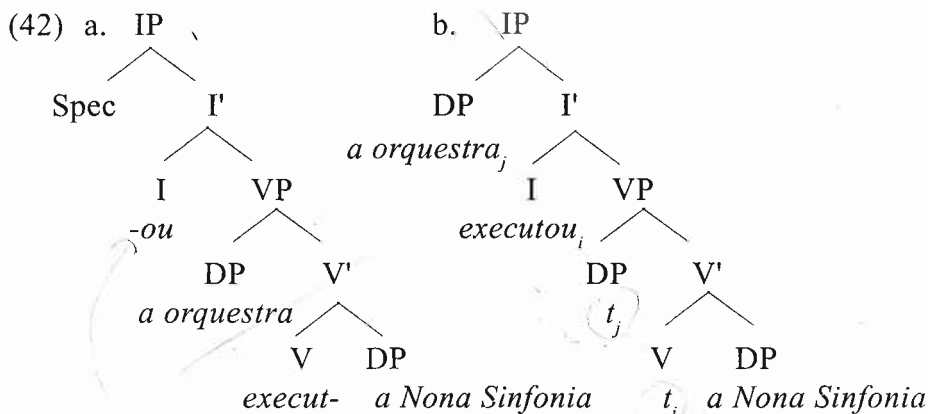 (42) a. IP b. IP
Spec I' DP I'
a orquestra_j
I VP I VP
-ou executou_i
DP V' DP V'
a orquestra t_j
V DP V DP
execut- a Nona Sinfonia t_i a Nona Sinfonia